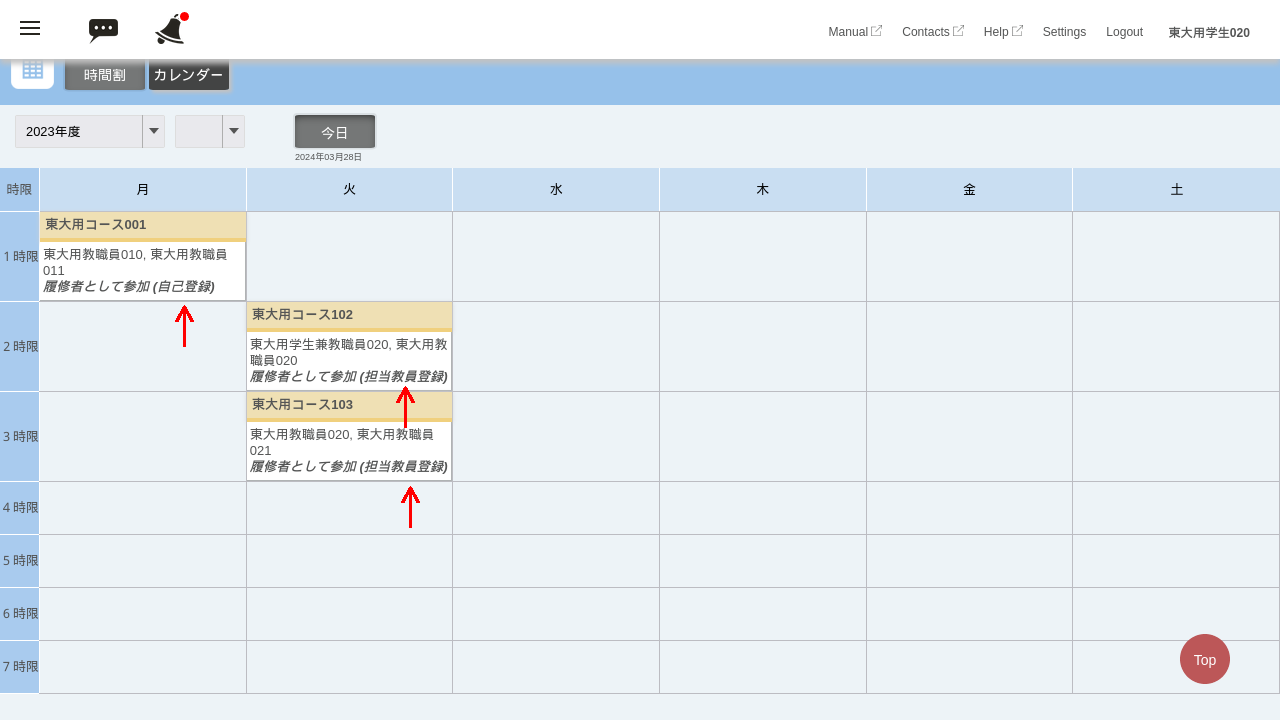 Manual Contacts Help Settings Logout 東大用学生020
時間割 カレンダー
2023年度 今日
2024年03月28日
時限 月 火 水 木 金 土
1 時限
東大用コース001
東大用教職員010, 東大用教職員
011
履修者として参加 (自己登録)
2 時限
東大用コース102
東大用学生兼教職員020, 東大用教
職員020
履修者として参加 (担当教員登録)
3 時限
東大用コース103
東大用教職員020, 東大用教職員
021
履修者として参加 (担当教員登録)
4 時限
5 時限
6 時限
7 時限
Top